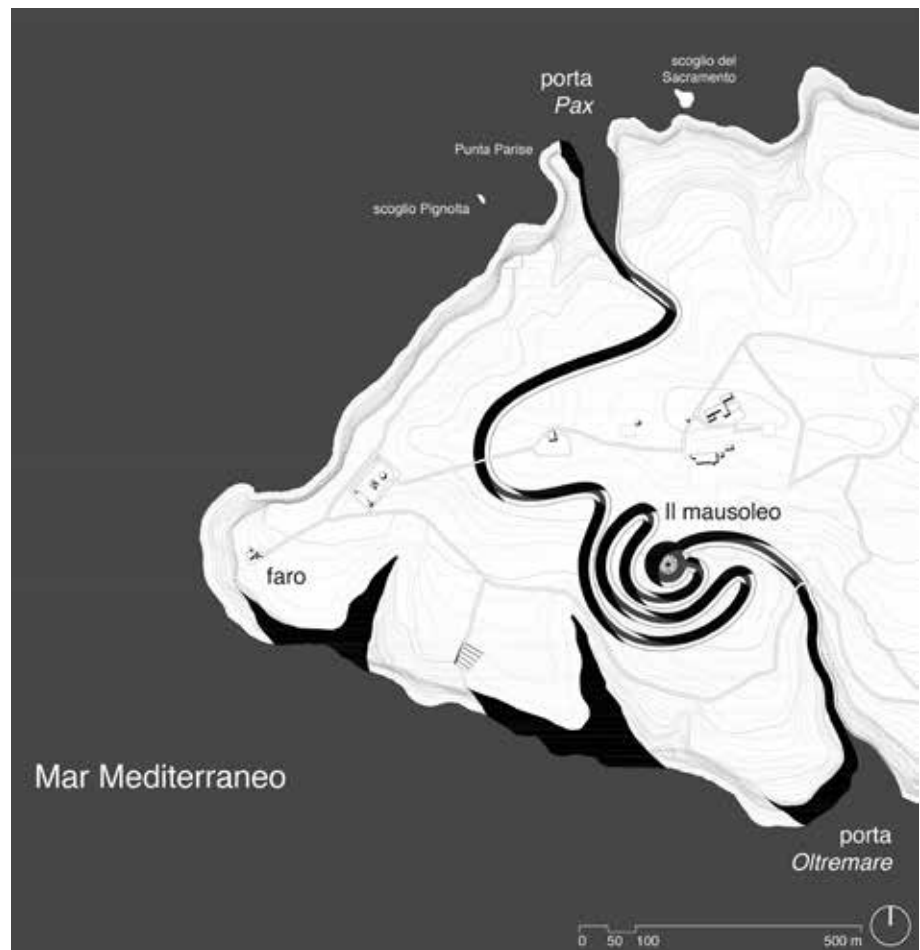 scoglio del
Sacramento
porta
Pax
Punta Parise
scoglio Pignolta
Il mausoleo
faro
Mar Mediterraneo
porta
Oltremare
0 50 100 500 m